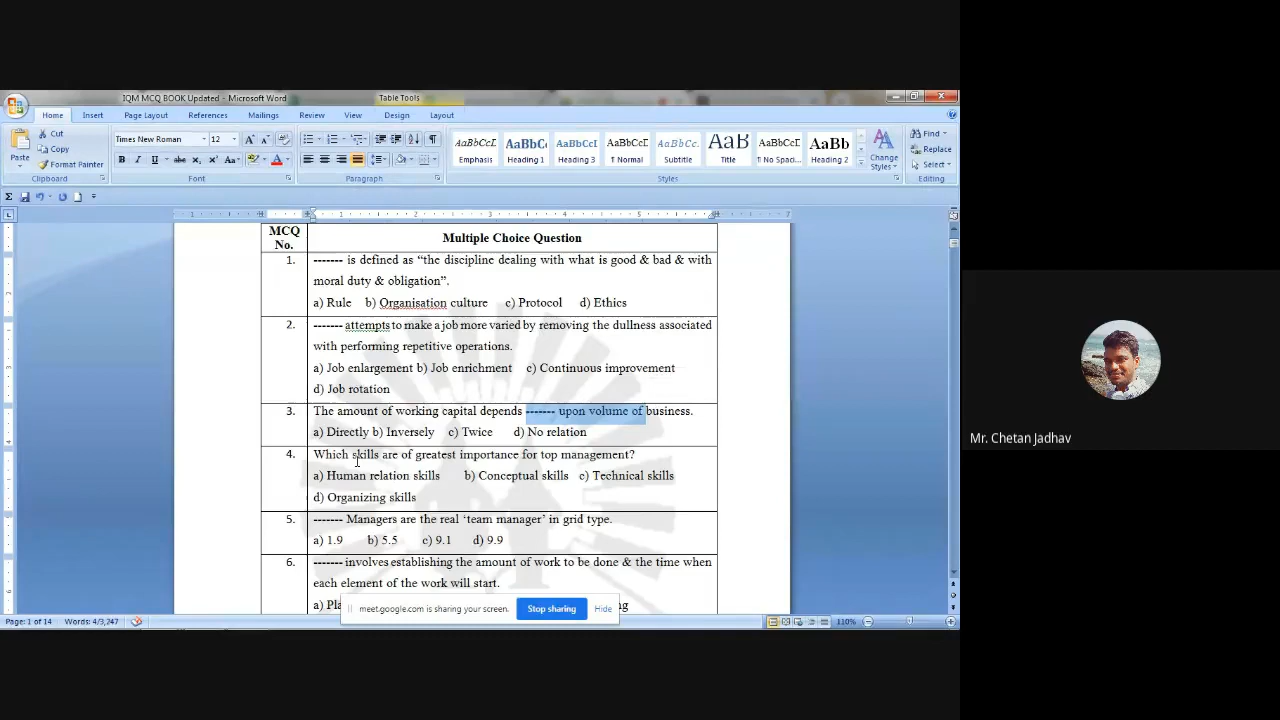 IQM MCQ BOOK Updated - Microsoft Word
Table Tools
Home Insert Page Layout References Mailings Review View Design Layout
Cut
Copy
Format Painter
Paste
Clipboard
Times New Roman 12
Font
Paragraph
AaBbCcI Emphasis
AaBbCc Heading 1
AaBbCc Heading 3
AaBbCcI ¶ Normal
AaBbCc. Subtitle
AaB Title
AaBbCcI ¶ No Spaci...
AaBb Heading 2
Change Styles
Styles
Find
Replace
Select
Editing
MCQ No. Multiple Choice Question
1. ------- is defined as “the discipline dealing with what is good & bad & with
moral duty & obligation”.
a) Rule b) Organisation culture c) Protocol d) Ethics
2. ------- attempts to make a job more varied by removing the dullness associated
with performing repetitive operations.
a) Job enlargement b) Job enrichment c) Continuous improvement
d) Job rotation
3. The amount of working capital depends ------- upon volume of business.
a) Directly b) Inversely c) Twice d) No relation
4. Which skills are of greatest importance for top management?
a) Human relation skills b) Conceptual skills c) Technical skills
d) Organizing skills
5. ------- Managers are the real ‘team manager’ in grid type.
a) 1.9 b) 5.5 c) 9.1 d) 9.9
6. ------- involves establishing the amount of work to be done & the time when
each element of the work will start.
meet.google.com is sharing your screen. Stop sharing Hide
Page: 1 of 14 Words: 4/3,247 110%
Mr. Chetan Jadhav